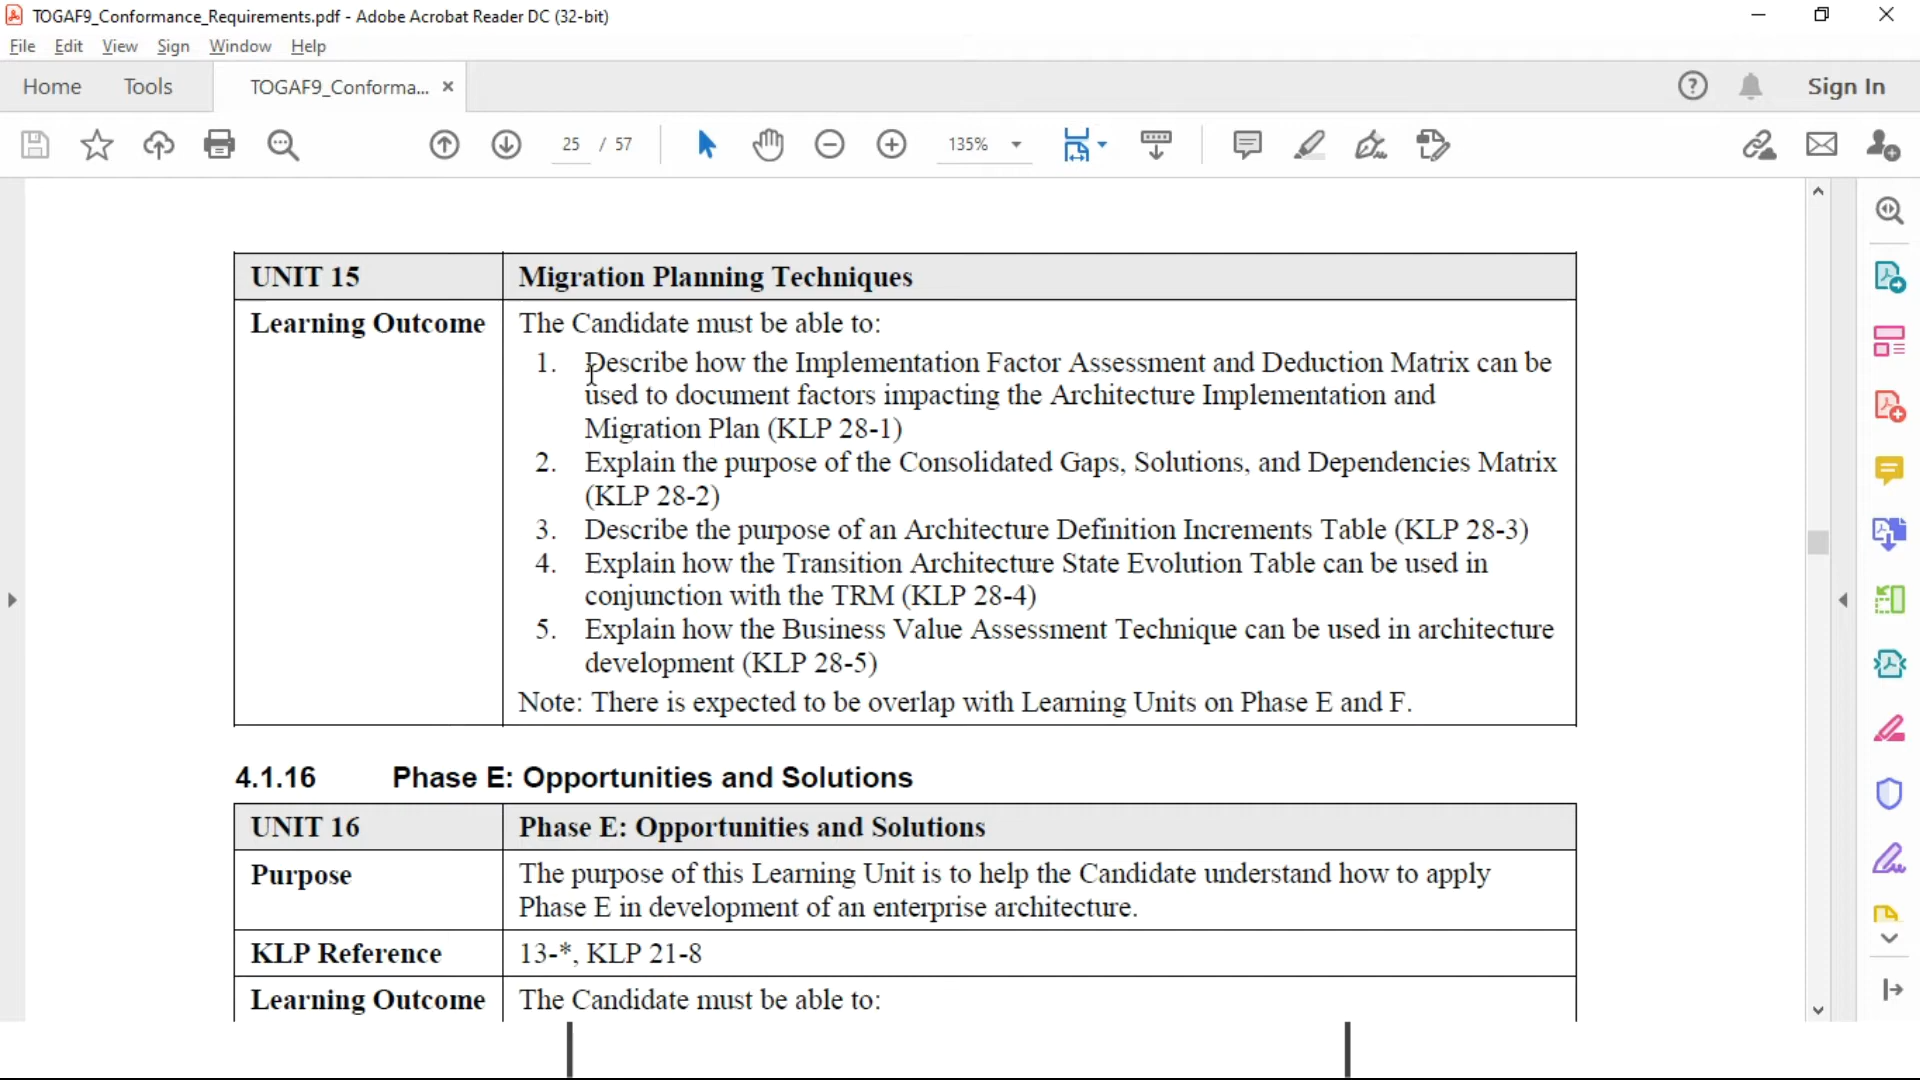 TOGAF9_Conformance_Requirements.pdf - Adobe Acrobat Reader DC (32-bit)
File Edit View Sign Window Help
Home Tools TOGAF9_Conforma... × Sign In
25 / 57 135%
UNIT 15 Migration Planning Techniques
Learning Outcome The Candidate must be able to:
1. Describe how the Implementation Factor Assessment and Deduction Matrix can be
used to document factors impacting the Architecture Implementation and
Migration Plan (KLP 28-1)
2. Explain the purpose of the Consolidated Gaps, Solutions, and Dependencies Matrix
(KLP 28-2)
3. Describe the purpose of an Architecture Definition Increments Table (KLP 28-3)
4. Explain how the Transition Architecture State Evolution Table can be used in
conjunction with the TRM (KLP 28-4)
5. Explain how the Business Value Assessment Technique can be used in architecture
development (KLP 28-5)
Note: There is expected to be overlap with Learning Units on Phase E and F.
4.1.16 Phase E: Opportunities and Solutions
UNIT 16 Phase E: Opportunities and Solutions
Purpose The purpose of this Learning Unit is to help the Candidate understand how to apply
Phase E in development of an enterprise architecture.
KLP Reference 13-*, KLP 21-8
Learning Outcome The Candidate must be able to: